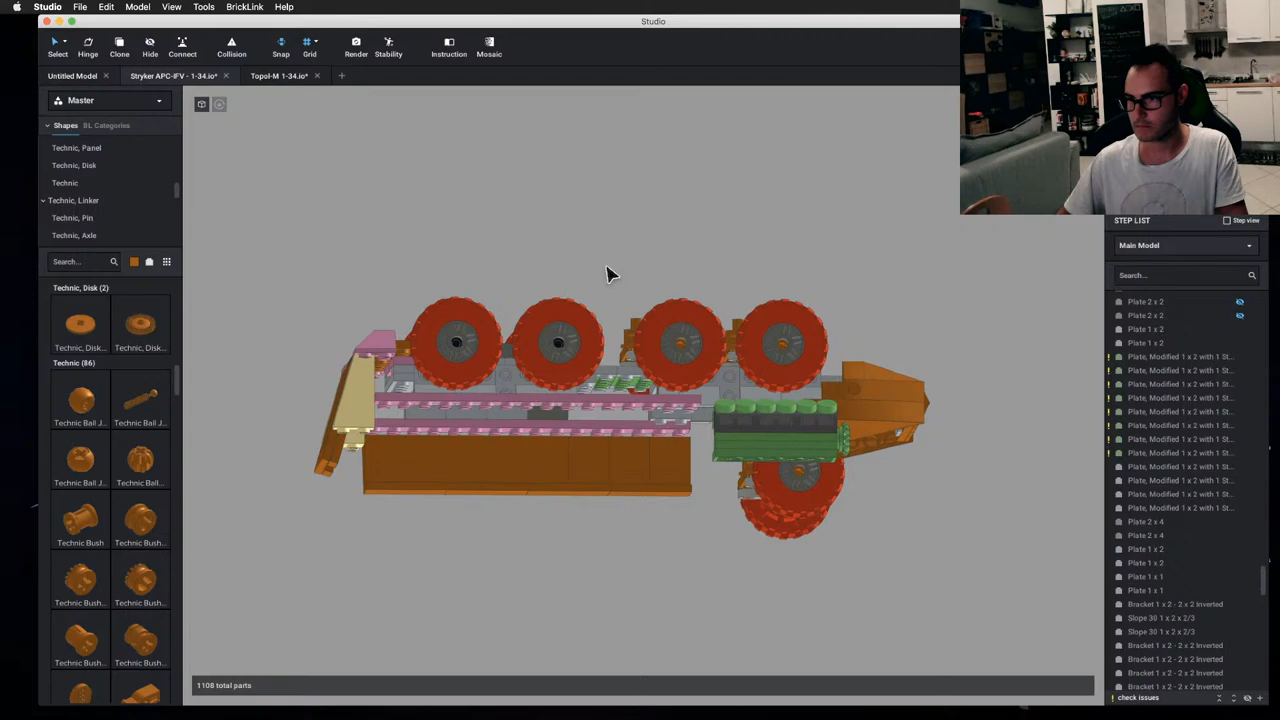 Studio File Edit Model View Tools BrickLink Help
Studio
Select Hinge Clone Hide Connect Collision Snap Grid Render Stability Instruction Mosaic
Untitled Model Stryker APC-IFV - 1-34.io* Topol-M 1-34.io*
Master
Shapes BL Categories
Technic, Panel
Technic, Disk
Technic
Technic, Linker
Technic, Pin
Technic, Axle
Search...
Technic, Disk (2)
Technic, Disk... Technic, Disk...
Technic (86)
Technic Ball J... Technic, Ball...
Technic Ball J... Technic, Ball...
Technic Bush Technic Bush...
Technic Bush... Technic Bush...
Technic Bush... Technic Bush...
1108 total parts
STEP LIST Step view
Main Model
Search...
Plate 2 x 2
Plate 2 x 2
Plate 1 x 2
Plate 1 x 2
Plate, Modified 1 x 2 with 1 St...
Plate, Modified 1 x 2 with 1 St...
Plate, Modified 1 x 2 with 1 St...
Plate, Modified 1 x 2 with 1 St...
Plate, Modified 1 x 2 with 1 St...
Plate, Modified 1 x 2 with 1 St...
Plate, Modified 1 x 2 with 1 St...
Plate, Modified 1 x 2 with 1 St...
Plate, Modified 1 x 2 with 1 St...
Plate, Modified 1 x 2 with 1 St...
Plate, Modified 1 x 2 with 1 St...
Plate, Modified 1 x 2 with 1 St...
Plate 2 x 4
Plate 2 x 4
Plate 1 x 2
Plate 1 x 2
Plate 1 x 1
Plate 1 x 1
Bracket 1 x 2 - 2 x 2 Inverted
Slope 30 1 x 2 x 2/3
Slope 30 1 x 2 x 2/3
Bracket 1 x 2 - 2 x 2 Inverted
Bracket 1 x 2 - 2 x 2 Inverted
Bracket 1 x 2 - 2 x 2 Inverted
Bracket 1 x 2 - 2 x 2 Inverted
check issues